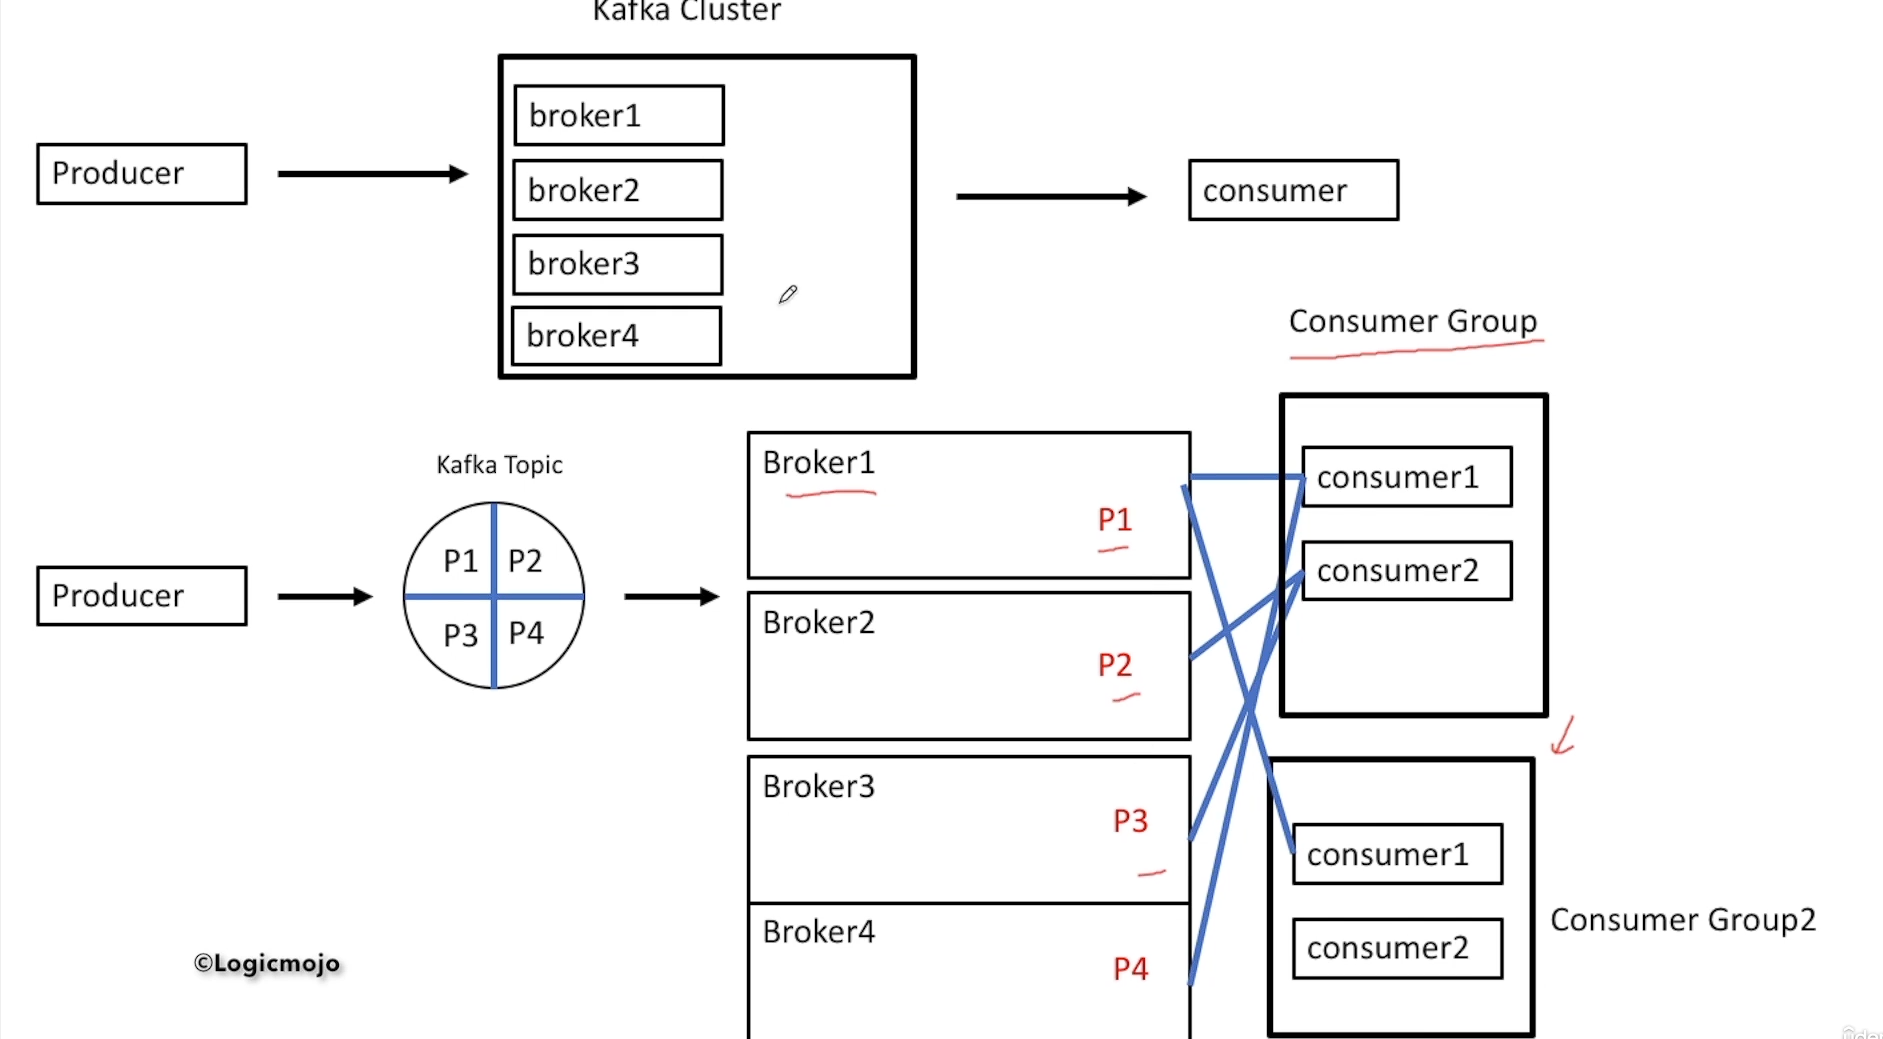 Kafka Cluster
broker1
broker2
broker3
broker4
Producer
consumer
Consumer Group
consumer1
consumer2
Kafka Topic
P1 P2
P3 P4
Producer
Broker1
P1
Broker2
P2
Broker3
P3
Broker4
P4
consumer1
consumer2
Consumer Group2
©Logicmojo